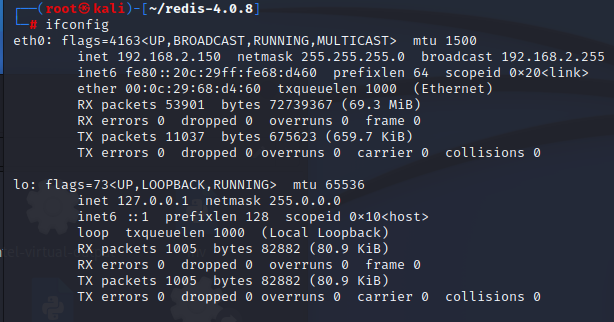 ┌──(root㉿kali)-[~/redis-4.0.8]
└─# ifconfig
eth0: flags=4163<UP,BROADCAST,RUNNING,MULTICAST>  mtu 1500
        inet 192.168.2.150  netmask 255.255.255.0  broadcast 192.168.2.255
        inet6 fe80::20c:29ff:fe68:d460  prefixlen 64  scopeid 0×20<link>
        ether 00:0c:29:68:d4:60  txqueuelen 1000  (Ethernet)
        RX packets 53901  bytes 72739367 (69.3 MiB)
        RX errors 0  dropped 0  overruns 0  frame 0
        TX packets 11037  bytes 675623 (659.7 KiB)
        TX errors 0  dropped 0 overruns 0  carrier 0  collisions 0

lo: flags=73<UP,LOOPBACK,RUNNING>  mtu 65536
        inet 127.0.0.1  netmask 255.0.0.0
        inet6 ::1  prefixlen 128  scopeid 0×10<host>
        loop  txqueuelen 1000  (Local Loopback)
        RX packets 1005  bytes 82882 (80.9 KiB)
        RX errors 0  dropped 0  overruns 0  frame 0
        TX packets 1005  bytes 82882 (80.9 KiB)
        TX errors 0  dropped 0 overruns 0  carrier 0  collisions 0